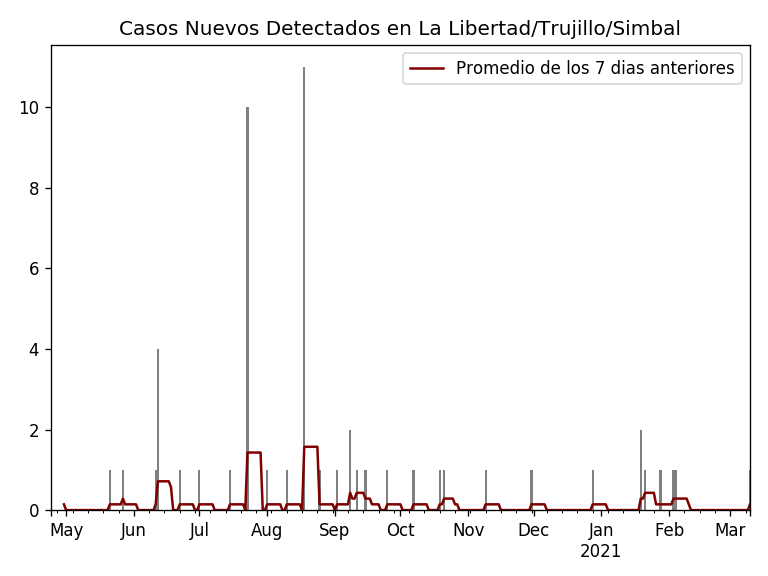 Casos Nuevos Detectados en La Libertad/Trujillo/Simbal
Promedio de los 7 dias anteriores
10
8
6
4
2
0
May Jun Jul Aug Sep Oct Nov Dec Jan Feb Mar
2021